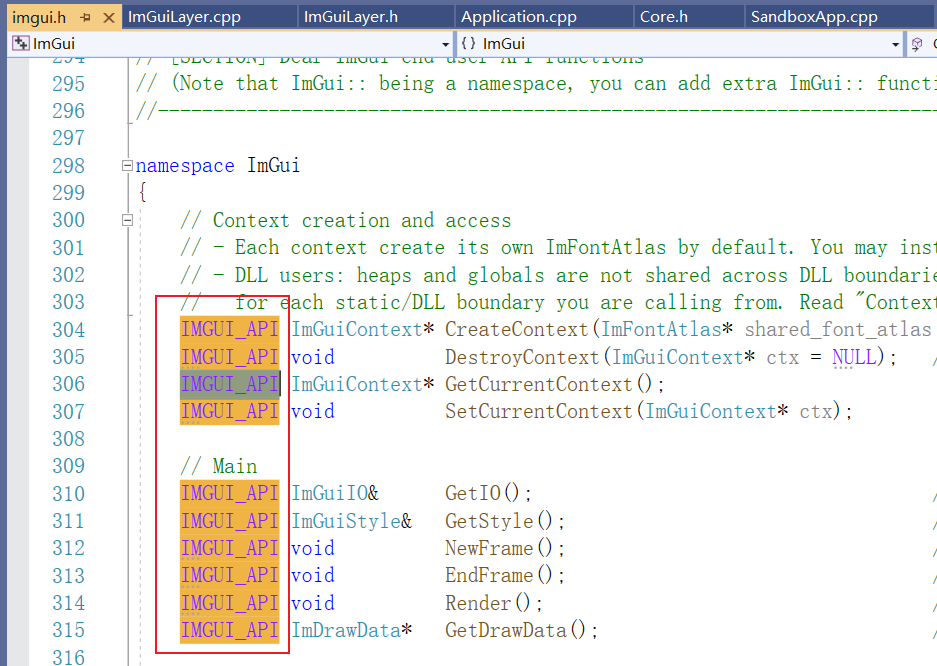 imgui.h ImGuiLayer.cpp ImGuiLayer.h Application.cpp Core.h SandboxApp.cpp
ImGui {} ImGui
294 // [SECTION] Dear ImGui end-user API functions
295 // (Note that ImGui:: being a namespace, you can add extra ImGui:: functi
296 //----------------------------------------------------------------------
297
298 namespace ImGui
299 {
300 // Context creation and access
301 // - Each context create its own ImFontAtlas by default. You may inst
302 // - DLL users: heaps and globals are not shared across DLL boundarie
303 // for each static/DLL boundary you are calling from. Read "Context
304 IMGUI_API ImGuiContext* CreateContext(ImFontAtlas* shared_font_atlas
305 IMGUI_API void DestroyContext(ImGuiContext* ctx = NULL); /
306 IMGUI_API ImGuiContext* GetCurrentContext();
307 IMGUI_API void SetCurrentContext(ImGuiContext* ctx);
308
309 // Main
310 IMGUI_API ImGuiIO& GetIO(); /
311 IMGUI_API ImGuiStyle& GetStyle(); /
312 IMGUI_API void NewFrame(); /
313 IMGUI_API void EndFrame(); /
314 IMGUI_API void Render(); /
315 IMGUI_API ImDrawData* GetDrawData(); /
316